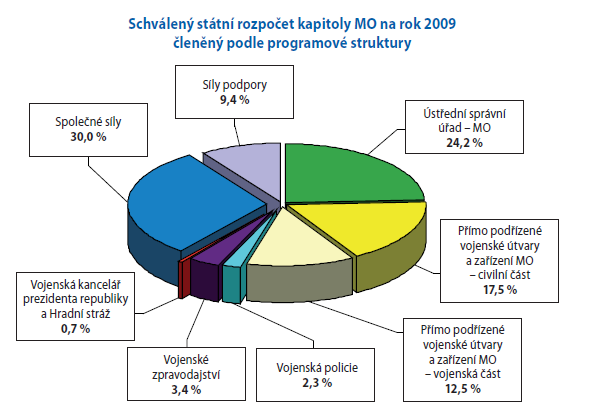 Schválený státní rozpočet kapitoly MO na rok 2009
členěný podle programové struktury
Síly podpory
9,4 %
Společné síly
30,0 %
Ústřední správní
úřad – MO
24,2 %
Přímo podřízené
vojenské útvary
a zařízení MO
– civilní část
17,5 %
Vojenská kancelář
prezidenta republiky
a Hradní stráž
0,7 %
Vojenské
zpravodajství
3,4 %
Vojenská policie
2,3 %
Přímo podřízené
vojenské útvary
a zařízení MO
– vojenská část
12,5 %